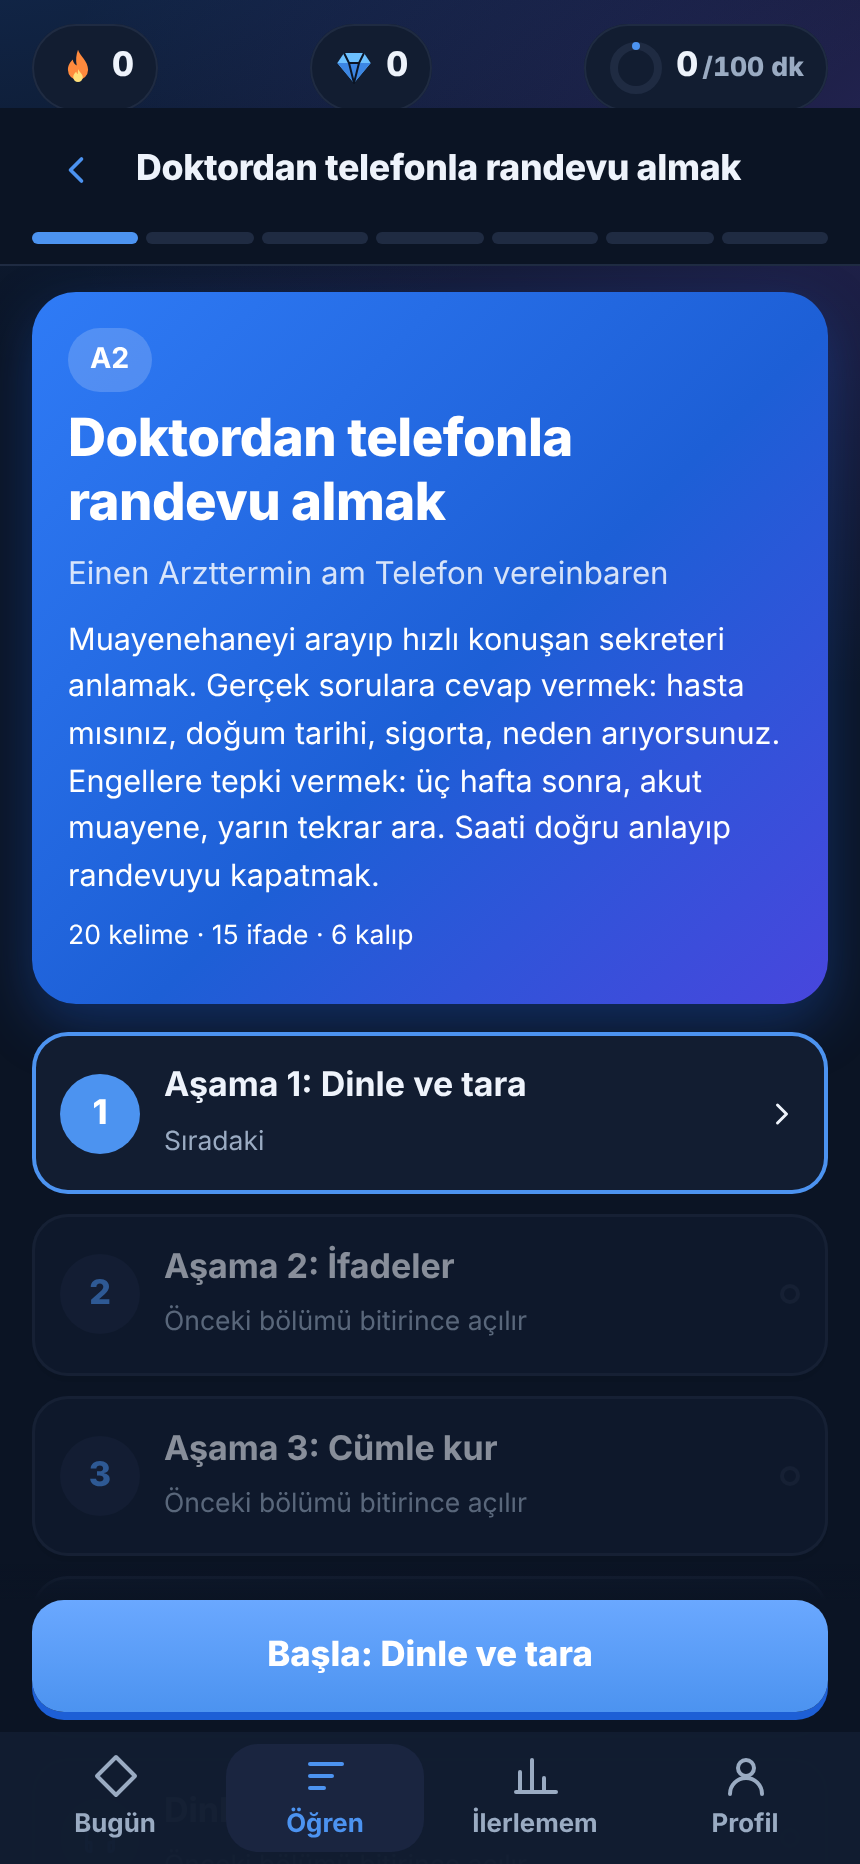 0
0
0/100 dk
Doktordan telefonla randevu almak
A2
Doktordan telefonla
randevu almak
Einen Arzttermin am Telefon vereinbaren
Muayenehaneyi arayıp hızlı konuşan sekreteri
anlamak. Gerçek sorulara cevap vermek: hasta
mısınız, doğum tarihi, sigorta, neden arıyorsunuz.
Engellere tepki vermek: üç hafta sonra, akut
muayene, yarın tekrar ara. Saati doğru anlayıp
randevuyu kapatmak.
20 kelime · 15 ifade · 6 kalıp
1
Aşama 1: Dinle ve tara
Sıradaki
2
Aşama 2: İfadeler
Önceki bölümü bitirince açılır
3
Aşama 3: Cümle kur
Önceki bölümü bitirince açılır
Başla: Dinle ve tara
Bugün
Öğren
İlerlemem
Profil